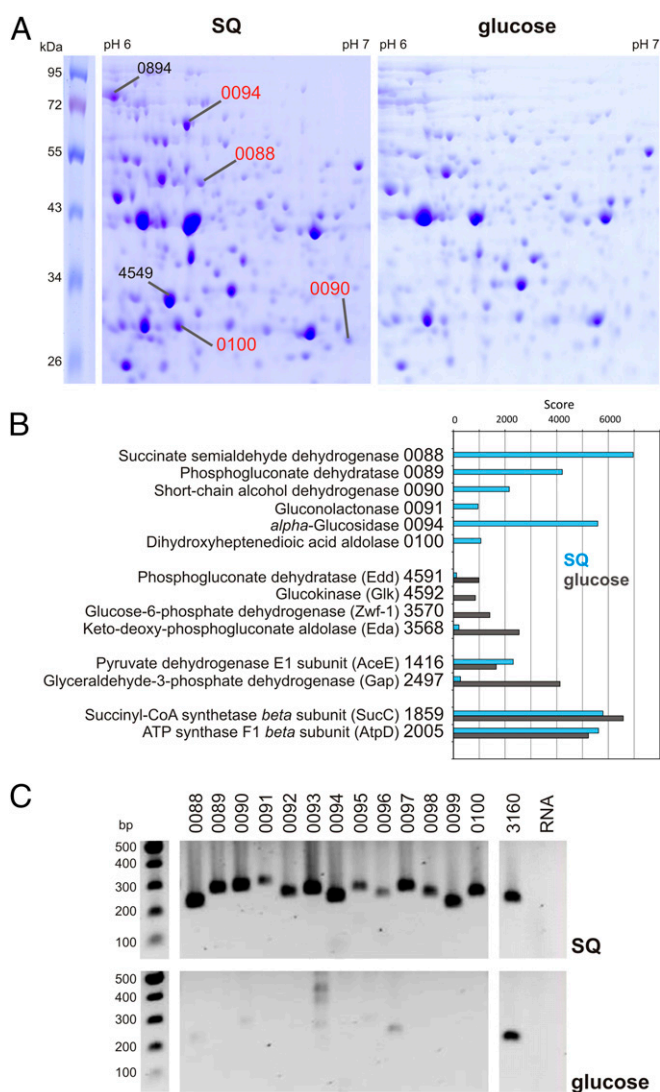 A
SQ
glucose
kDa
pH 6
pH 7
pH 6
pH 7
95
72
55
43
34
26
0894
0094
0088
4549
0090
0100
B
Score
0 2000 4000 6000
Succinate semialdehyde dehydrogenase 0088
Phosphogluconate dehydratase 0089
Short-chain alcohol dehydrogenase 0090
Gluconolactonase 0091
alpha-Glucosidase 0094
Dihydroxyheptenedioic acid aldolase 0100
SQ
glucose
Phosphogluconate dehydratase (Edd) 4591
Glucokinase (Glk) 4592
Glucose-6-phosphate dehydrogenase (Zwf-1) 3570
Keto-deoxy-phosphogluconate aldolase (Eda) 3568
Pyruvate dehydrogenase E1 subunit (AceE) 1416
Glyceraldehyde-3-phosphate dehydrogenase (Gap) 2497
Succinyl-CoA synthetase beta subunit (SucC) 1859
ATP synthase F1 beta subunit (AtpD) 2005
C
bp
0088 0089 0090 0091 0092 0093 0094 0095 0096 0097 0098 0099 0100 3160 RNA
500
400
300
200
100
SQ
500
400
300
200
100
glucose